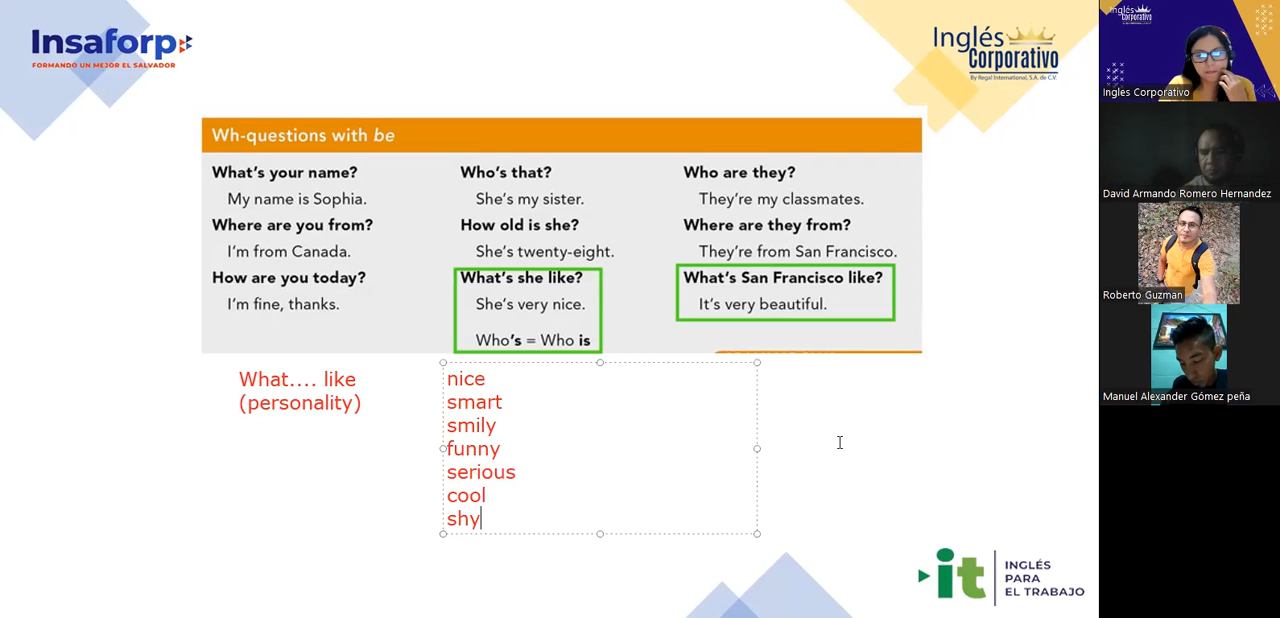 Insaforp
FORMANDO UN MEJOR EL SALVADOR
Inglés
Corporativo
By Regal International, S.A. de C.V.
Wh-questions with be
What's your name?
My name is Sophia.
Where are you from?
I'm from Canada.
How are you today?
I'm fine, thanks.
Who's that?
She's my sister.
How old is she?
She's twenty-eight.
What's she like?
She's very nice.
Who's = Who is
Who are they?
They're my classmates.
Where are they from?
They're from San Francisco.
What's San Francisco like?
It's very beautiful.
What.... like
(personality)
nice
smart
smily
funny
serious
cool
shy
it
INGLÉS
PARA
EL TRABAJO
Inglés
Corporativo
Ingles Corporativo
David Armando Romero Hernandez
Roberto Guzman
Manuel Alexander Gómez peña